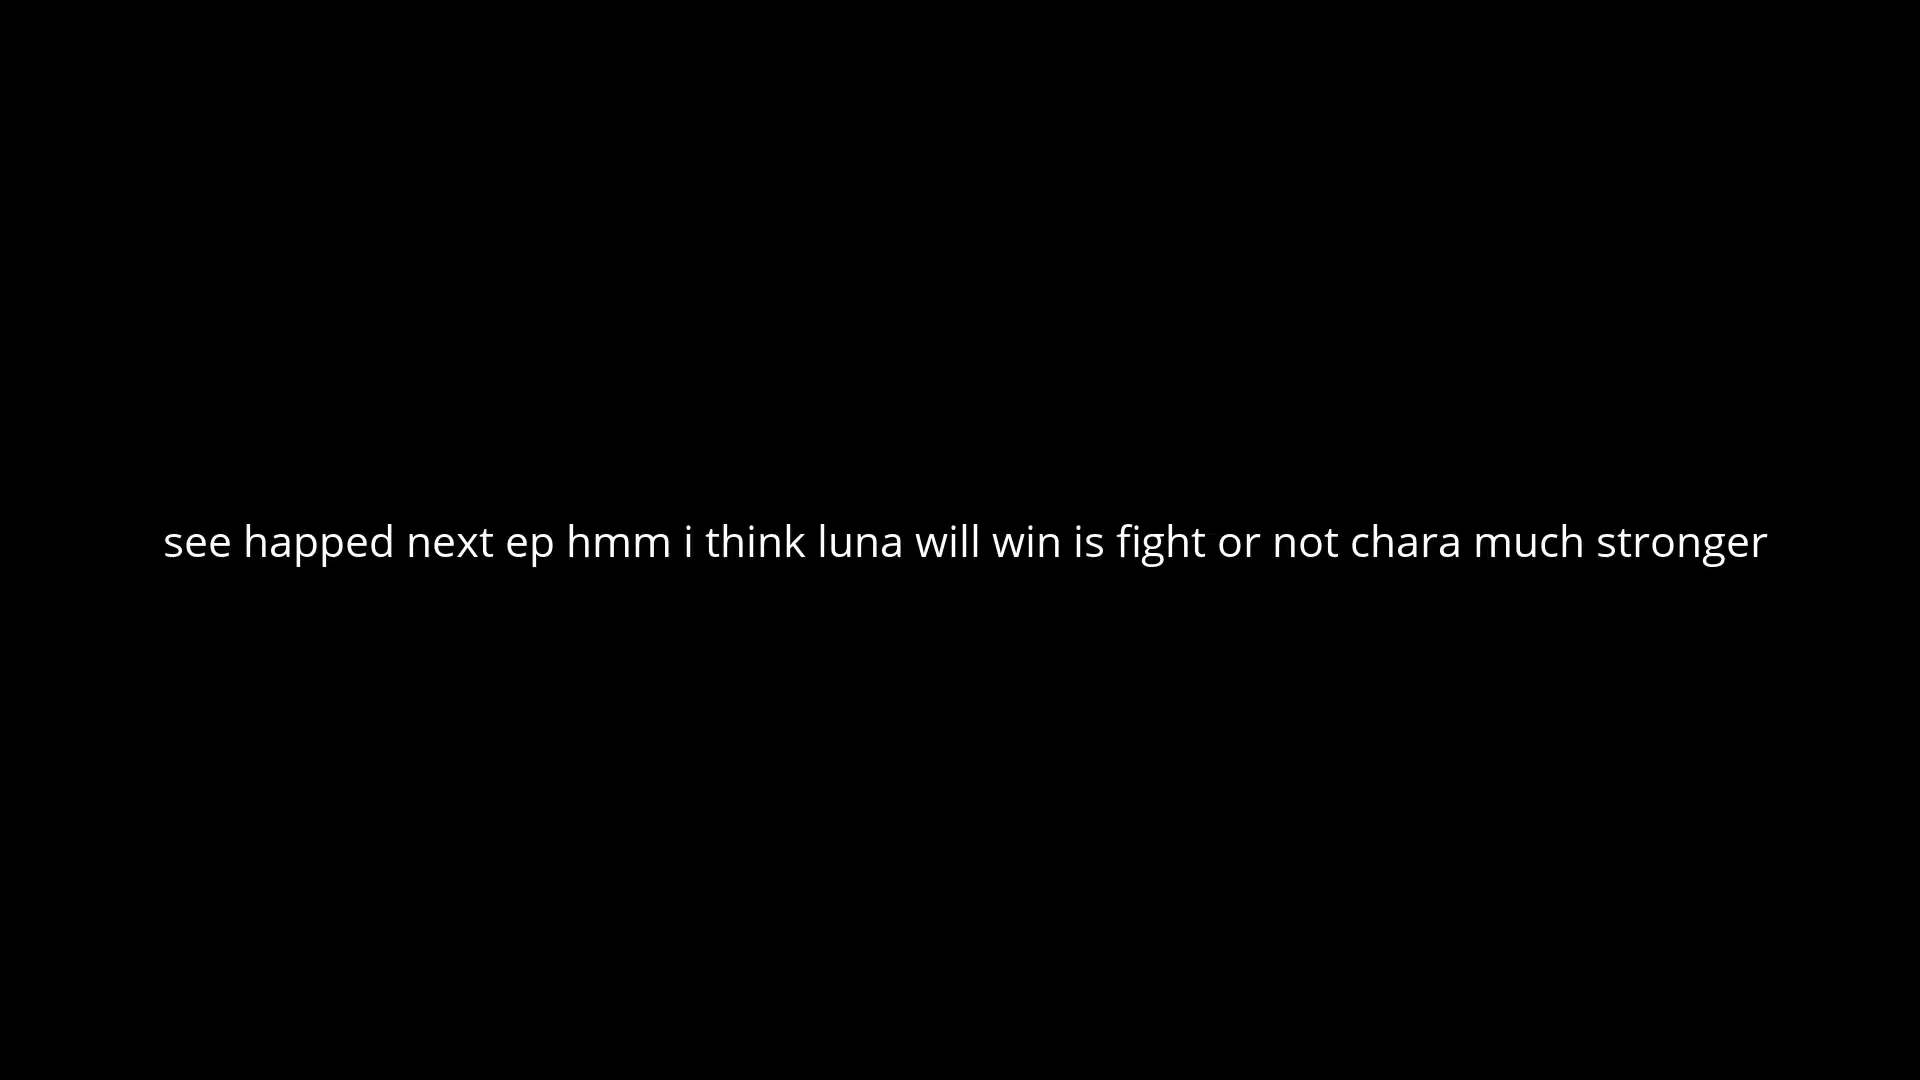 see happed next ep hmm i think luna will win is fight or not chara much stronger